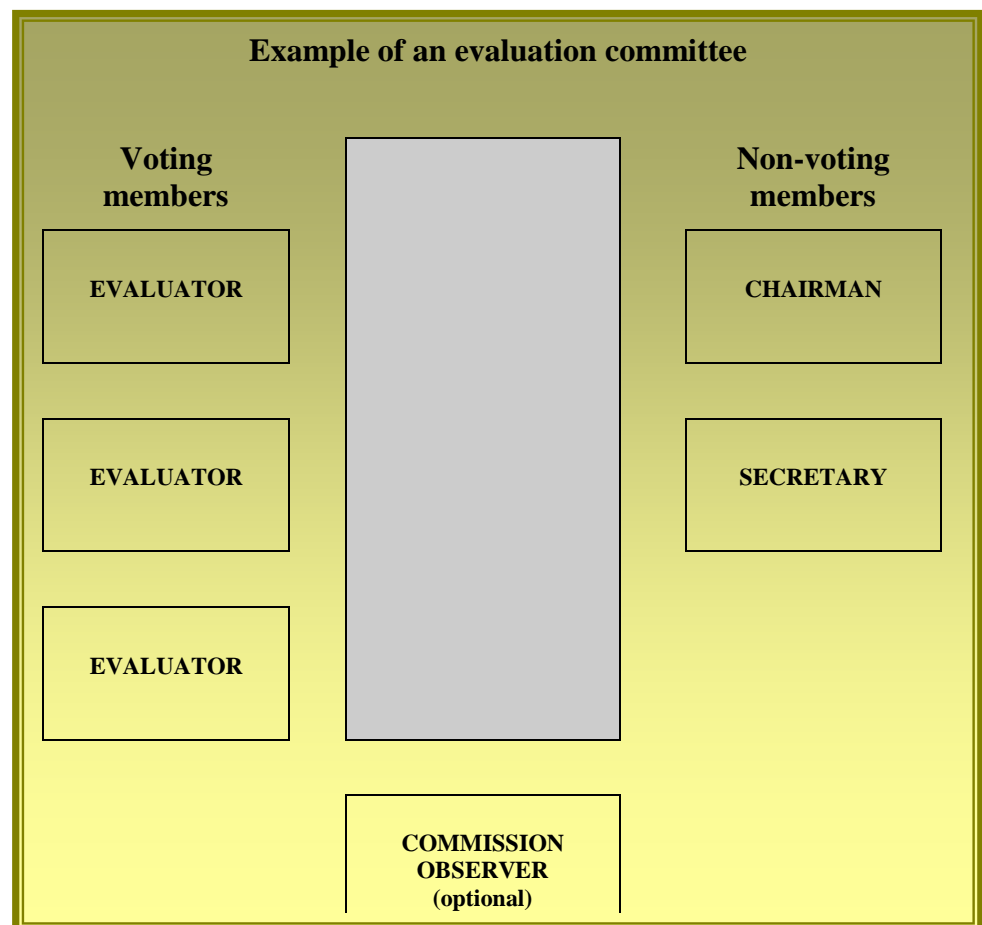 Example of an evaluation committee
Voting
members
Non-voting
members
EVALUATOR
CHAIRMAN
EVALUATOR
SECRETARY
EVALUATOR
COMMISSION
OBSERVER
(optional)